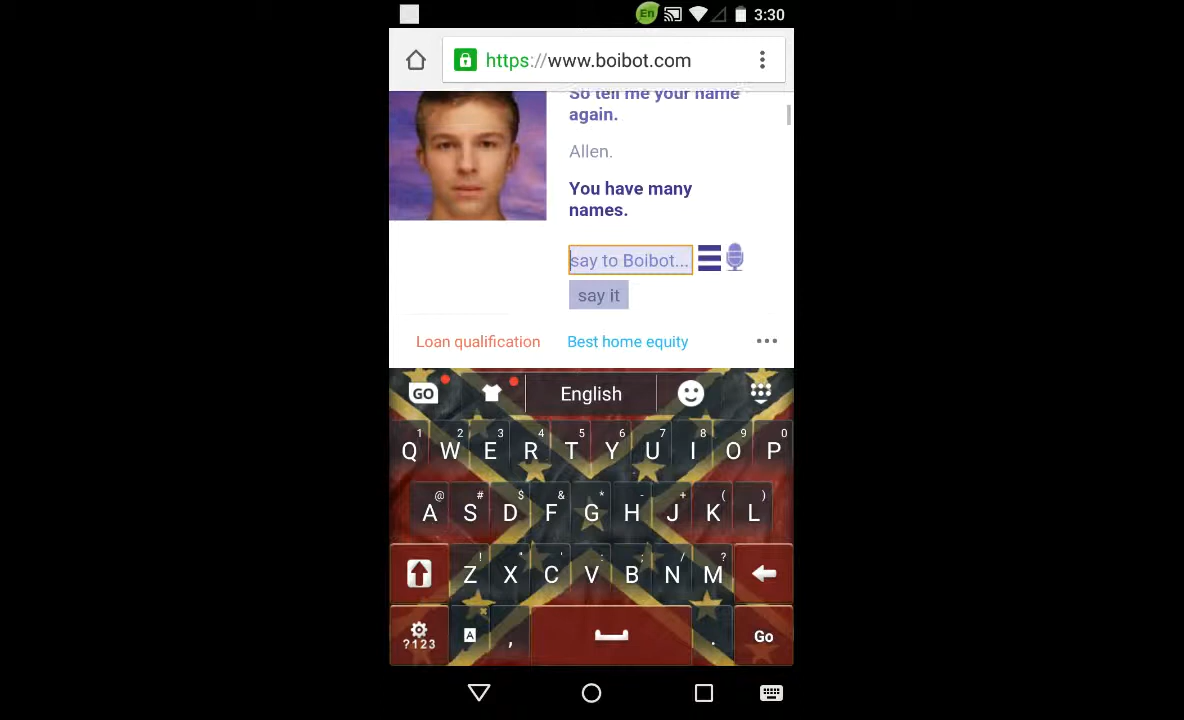 En 3:30
https://www.boibot.com
So tell me your name
again.
Allen.
You have many
names.
say to Boibot...
say it
Loan qualification Best home equity
GO English
1 2 3 4 5 6 7 8 9 0
Q W E R T Y U I O P
@ # $ & * - + ( )
A S D F G H J K L
! " ' : ; / ?
Z X C V B N M
?123 A , . Go